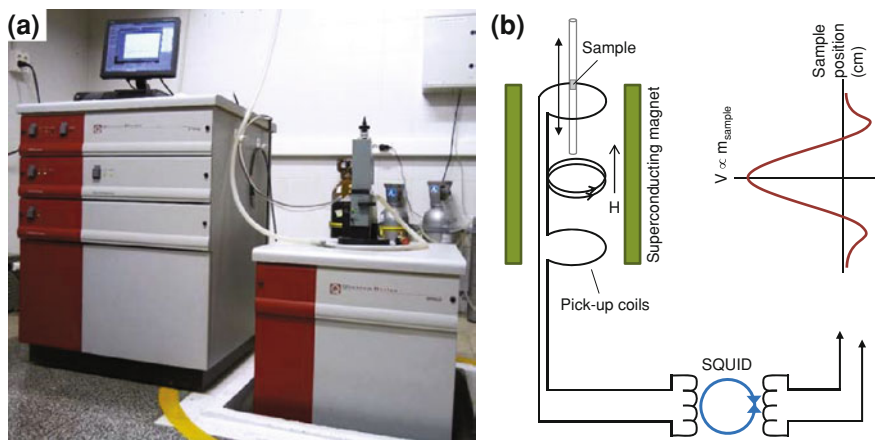 (a)
(b)
Sample
Superconducting magnet
H
Pick-up coils
SQUID
V ∝ m_sample
Sample
position
(cm)